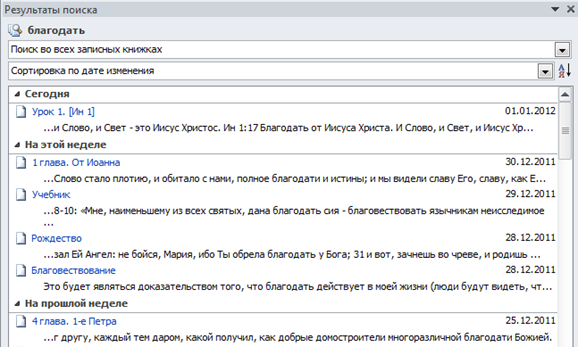 Результаты поиска
благодать
Поиск во всех записных книжках
Сортировка по дате изменения
Сегодня
Урок 1. [Ин 1] 01.01.2012
...и Слово, и Свет - это Иисус Христос. Ин 1:17 Благодать от Иисуса Христа. И Слово, и Свет, и Иисус Хр...
На этой неделе
1 глава. От Иоанна 30.12.2011
...Слово стало плотию, и обитало с нами, полное благодати и истины; и мы видели славу Его, славу, как Е...
Учебник 29.12.2011
...8-10: «Мне, наименьшему из всех святых, дана благодать сия - благовествовать язычникам неисследимое
...
Рождество 28.12.2011
...зал Ей Ангел: не бойся, Мария, ибо Ты обрела благодать у Бога; 31 и вот, зачнешь во чреве, и родишь ...
Благовествование 28.12.2011
Это будет являться доказательством того, что благодать действует в моей жизни (люди будут видеть, чт...
На прошлой неделе
4 глава. 1-е Петра 25.12.2011
...г другу, каждый тем даром, какой получил, как добрые домостроители многоразличной благодати Божией.